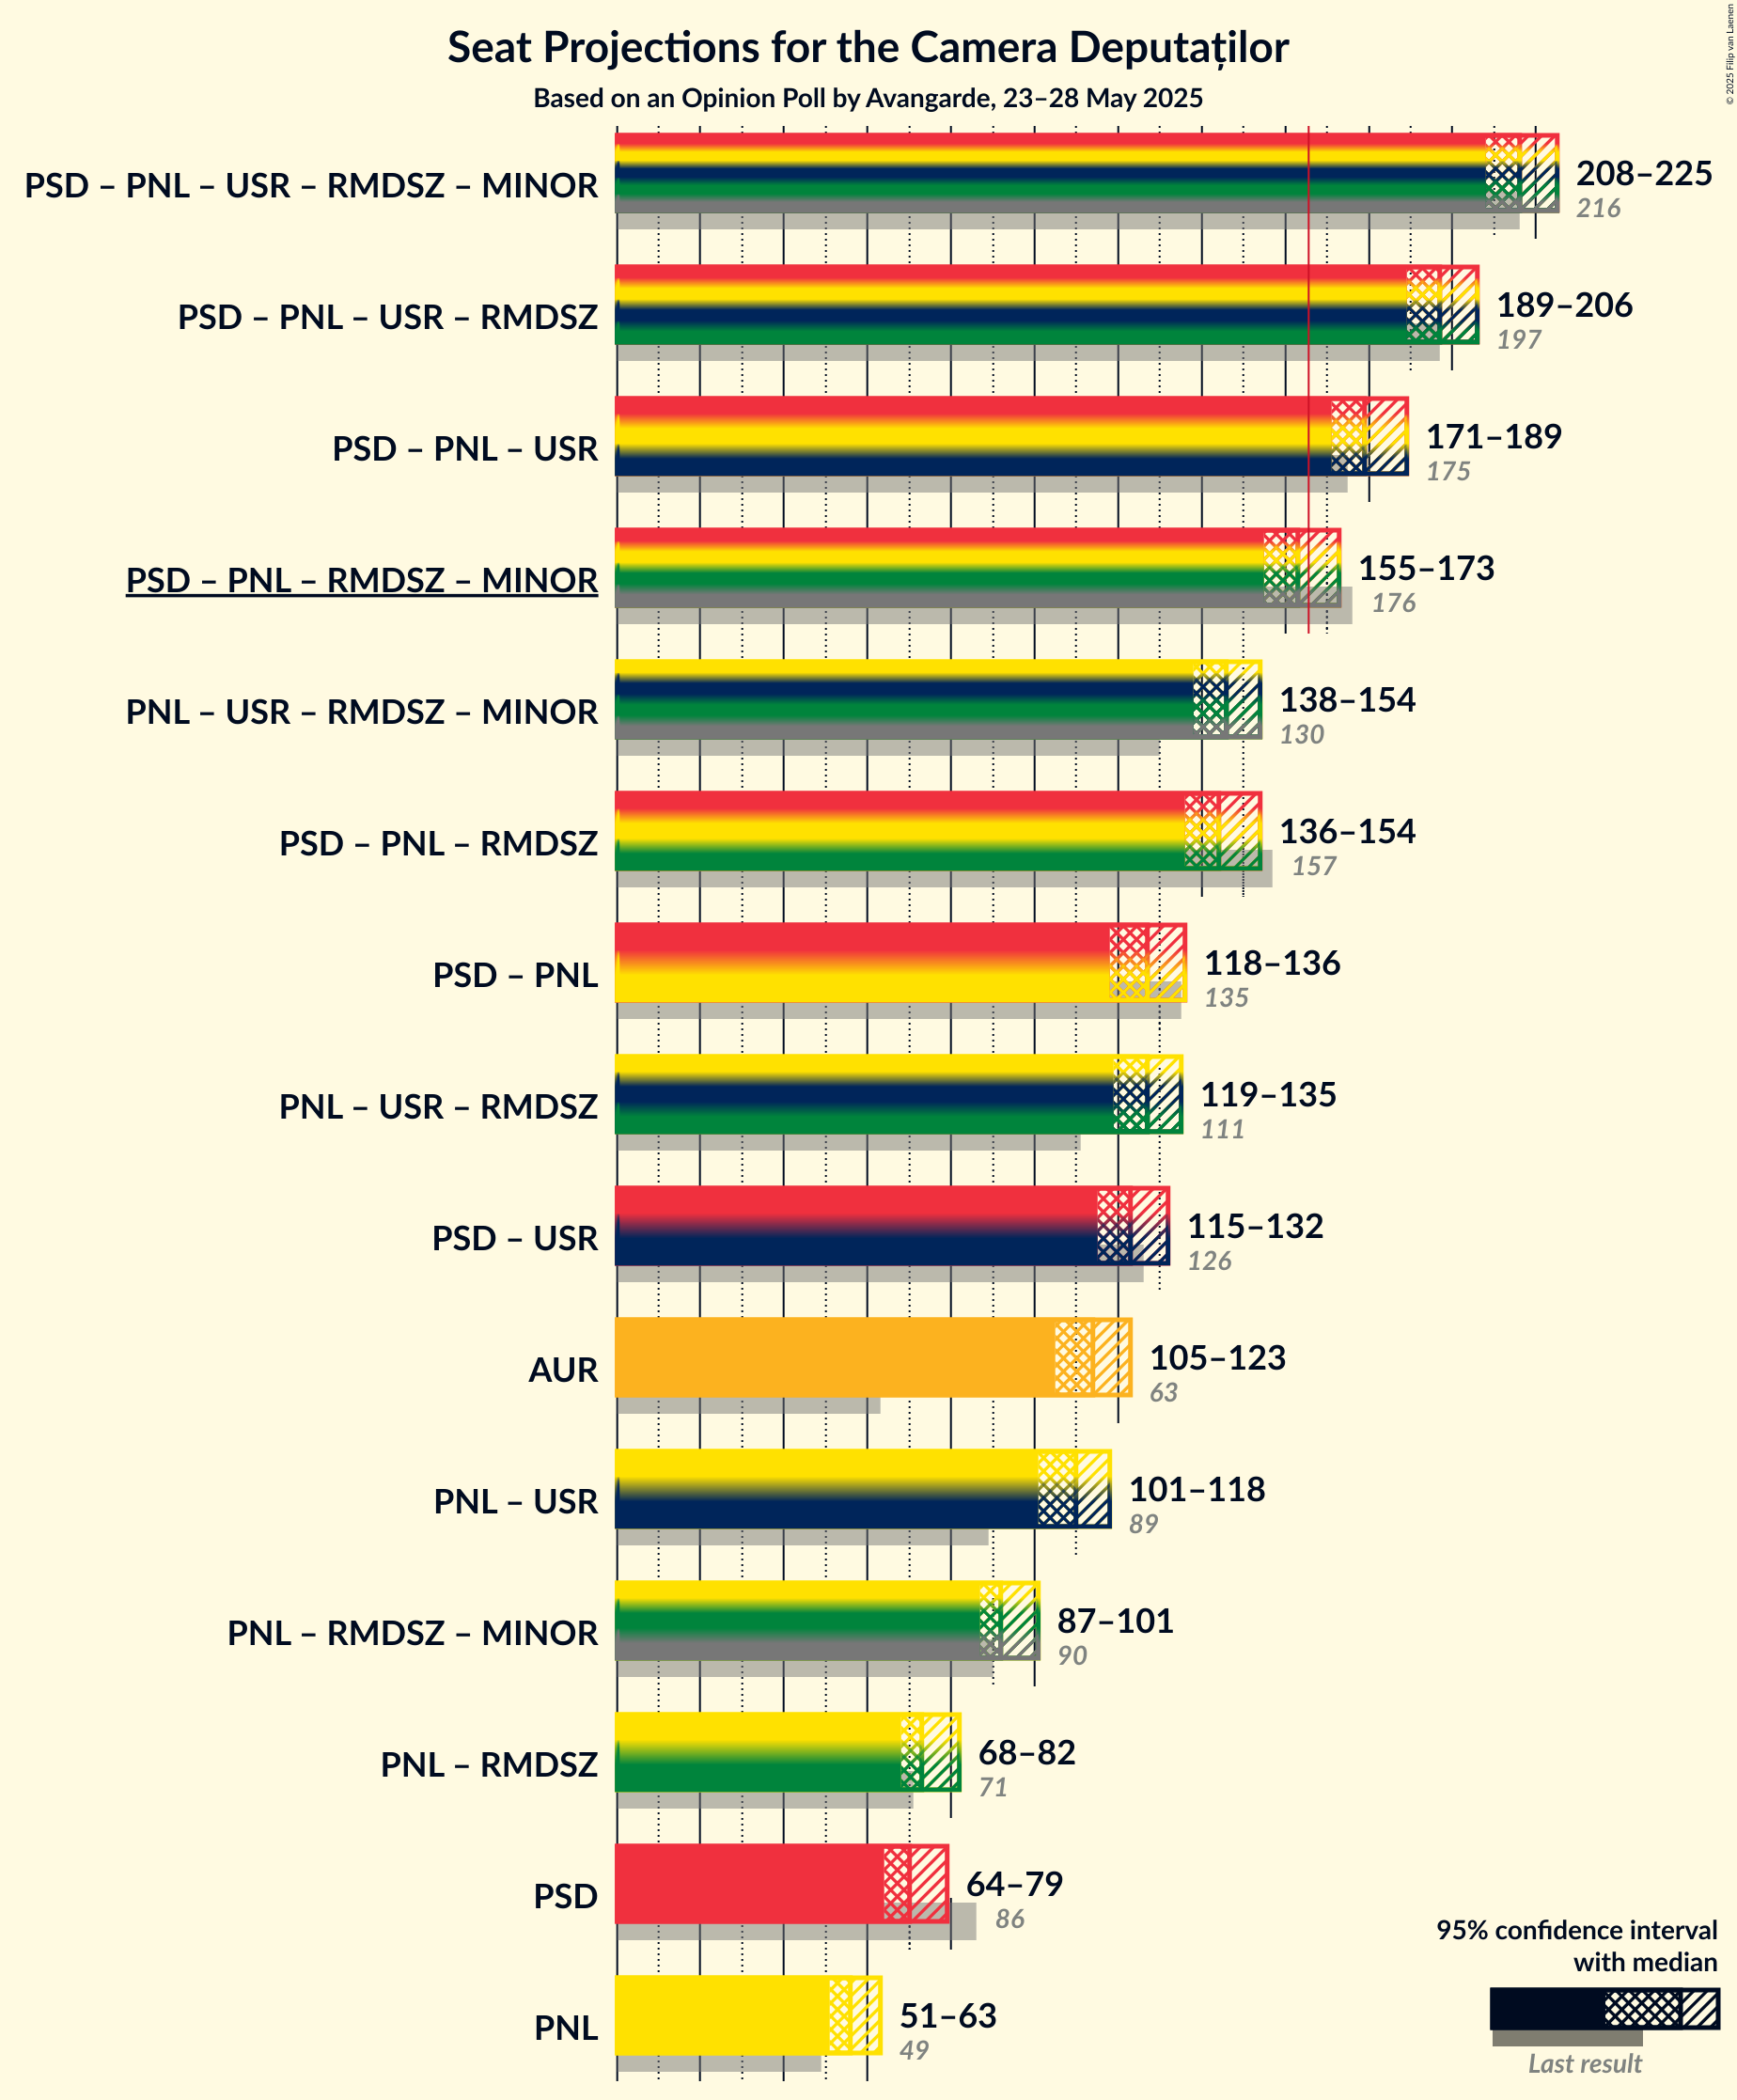 Seat Projections for the Camera Deputaților
Based on an Opinion Poll by Avangarde, 23–28 May 2025
© 2025 Filip van Laenen
PSD – PNL – USR – RMDSZ – MINOR
208–225
216
PSD – PNL – USR – RMDSZ
189–206
197
PSD – PNL – USR
171–189
175
PSD – PNL – RMDSZ – MINOR
155–173
176
PNL – USR – RMDSZ – MINOR
138–154
130
PSD – PNL – RMDSZ
136–154
157
PSD – PNL
118–136
135
PNL – USR – RMDSZ
119–135
111
PSD – USR
115–132
126
AUR
105–123
63
PNL – USR
101–118
89
PNL – RMDSZ – MINOR
87–101
90
PNL – RMDSZ
68–82
71
PSD
64–79
86
PNL
51–63
49
95% confidence interval
with median
Last result